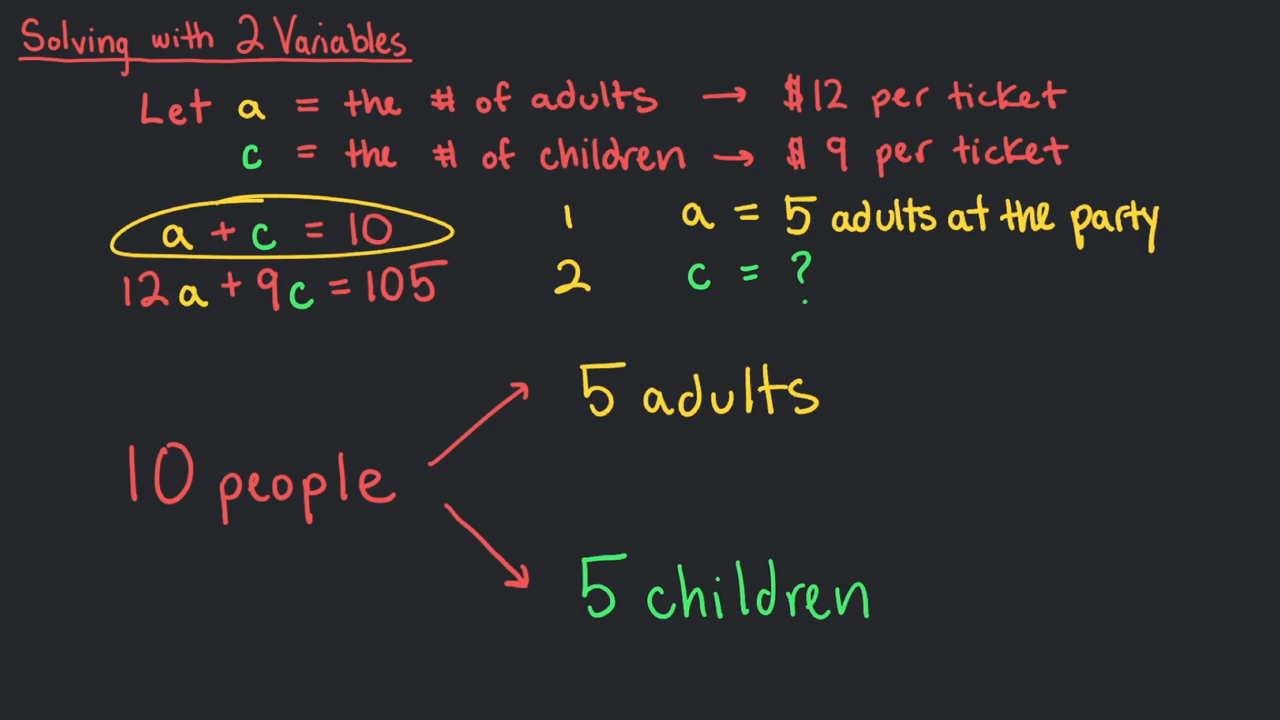 Solving with 2 Variables
Let a = the # of adults → $12 per ticket
c = the # of children → $9 per ticket
a + c = 10 1 a = 5 adults at the party
12a + 9c = 105 2 c = ?
5 adults
10 people
5 children